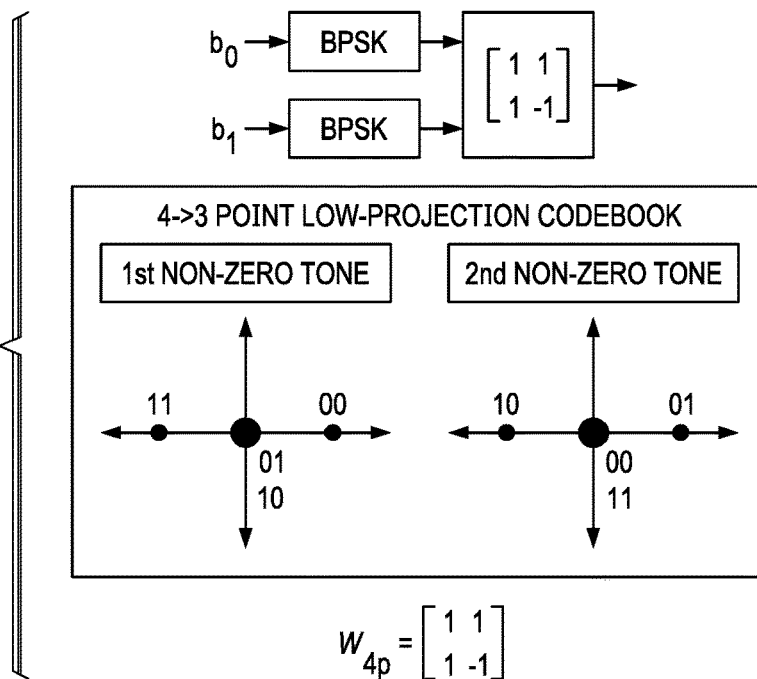 b0 BPSK
1 1
1 -1
b1 BPSK
4->3 POINT LOW-PROJECTION CODEBOOK
1st NON-ZERO TONE 2nd NON-ZERO TONE
11 00 10 01
01 00
10 11
W4p = [1 1
1 -1]